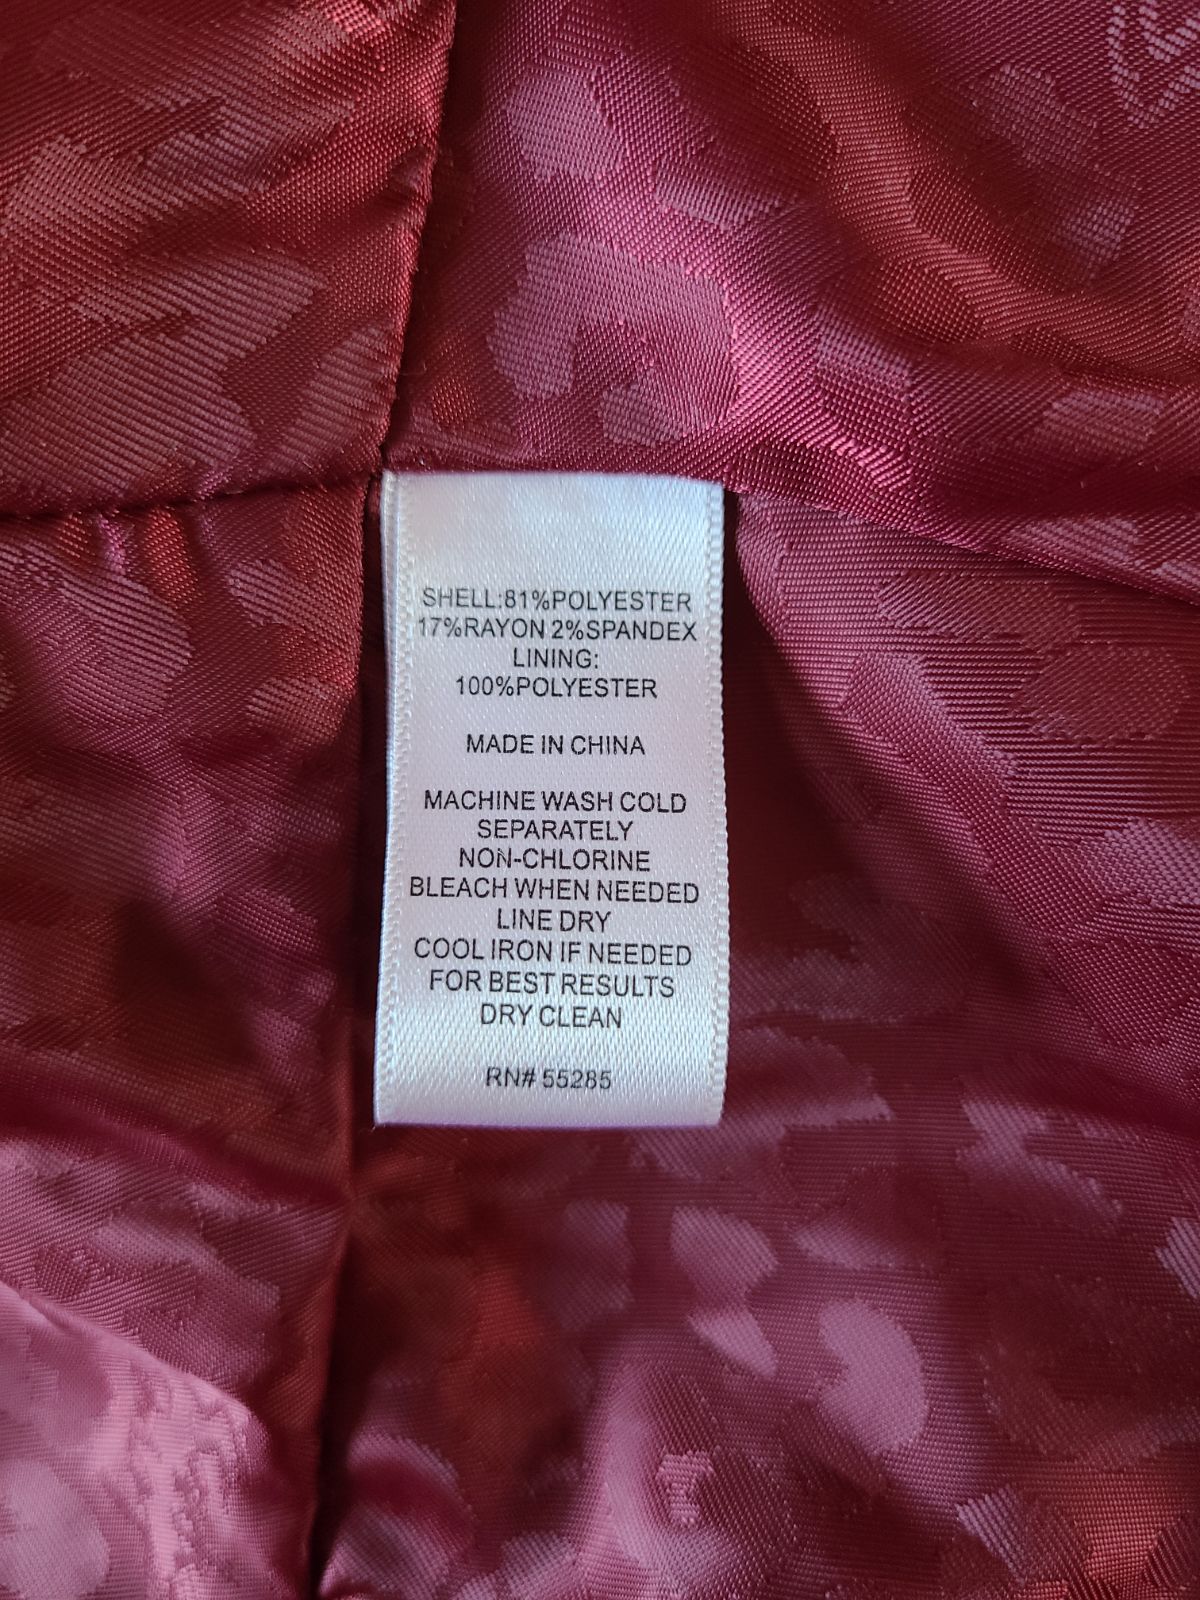 SHELL:81%POLYESTER
17%RAYON 2%SPANDEX
LINING:
100%POLYESTER
MADE IN CHINA
MACHINE WASH COLD
SEPARATELY
NON-CHLORINE
BLEACH WHEN NEEDED
LINE DRY
COOL IRON IF NEEDED
FOR BEST RESULTS
DRY CLEAN
RN# 55285